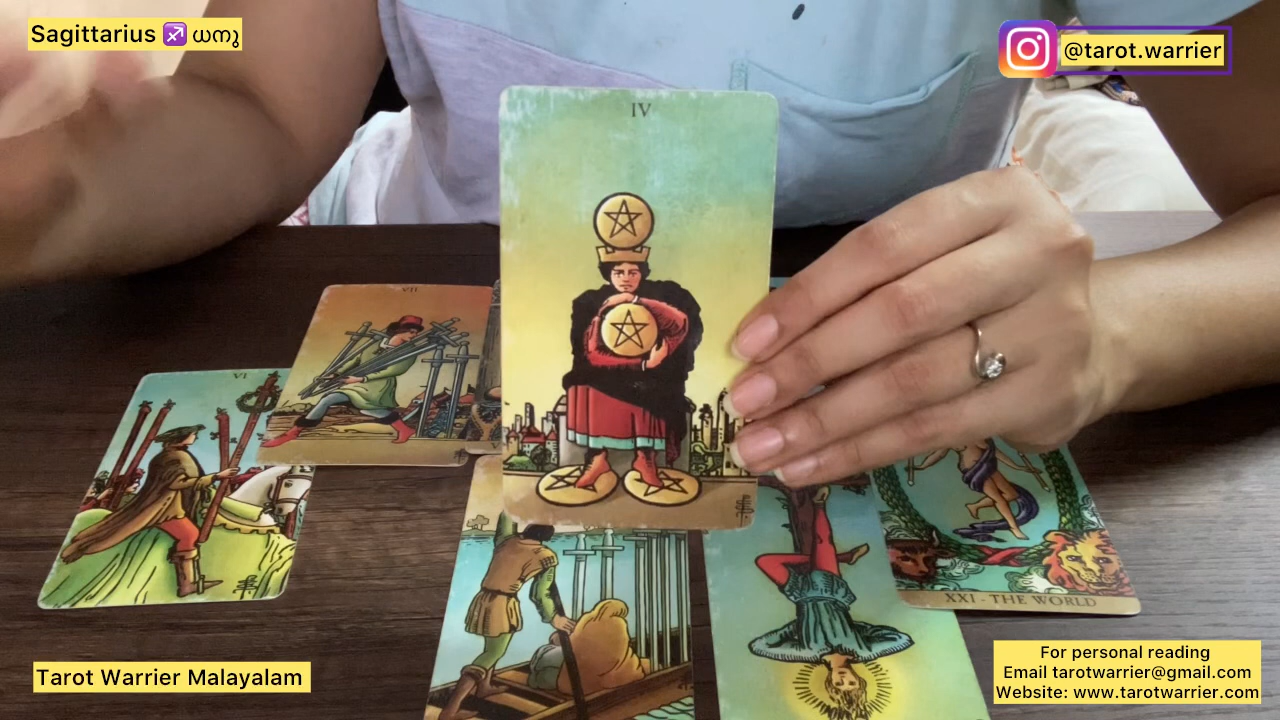 Sagittarius ♐ ധനു
@tarot.warrier
IV
VII
VI
XXI - THE WORLD
Tarot Warrier Malayalam
For personal reading
Email tarotwarrier@gmail.com
Website: www.tarotwarrier.com